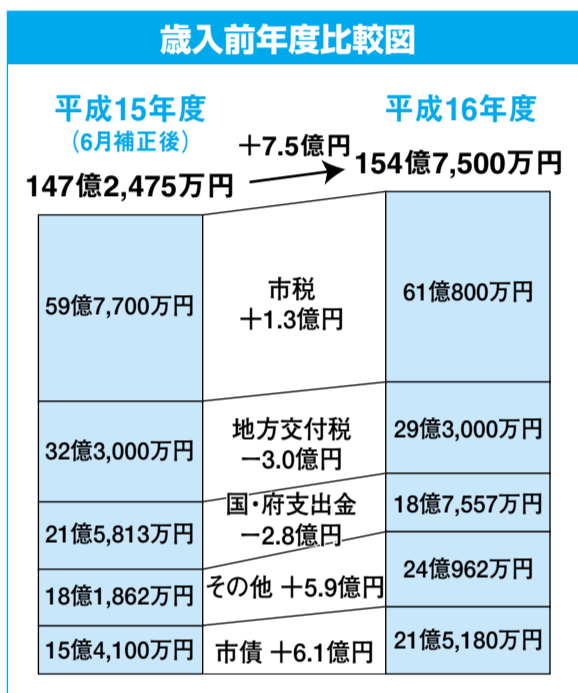 歳入前年度比較図
平成15年度
(6月補正後)
147億2,475万円
+7.5億円
平成16年度
154億7,500万円
59億7,700万円
市税
+1.3億円
61億800万円
32億3,000万円
地方交付税
-3.0億円
29億3,000万円
21億5,813万円
国・府支出金
-2.8億円
18億7,557万円
18億1,862万円
その他 +5.9億円
24億962万円
15億4,100万円
市債 +6.1億円
21億5,180万円